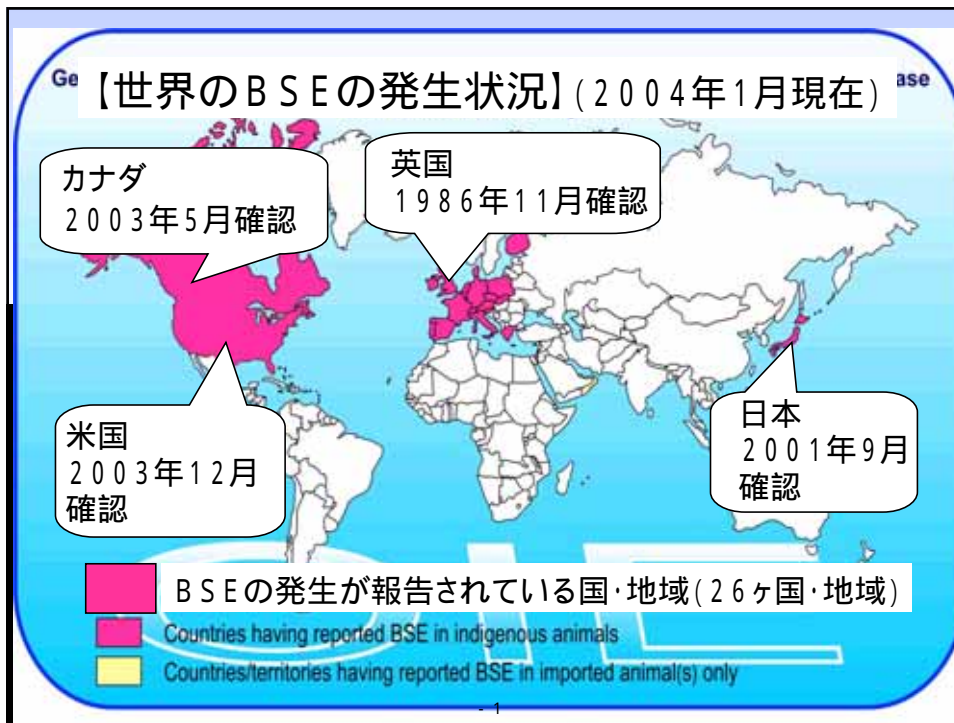 Ge
ase
【世界のBSEの発生状況】(2004年1月現在)
カナダ
2003年5月確認
英国
1986年11月確認
米国
2003年12月
確認
日本
2001年9月
確認
OIE
BSEの発生が報告されている国・地域(26ヶ国・地域)
Countries having reported BSE in indigenous animals
Countries/territories having reported BSE in imported animal(s) only
- 1